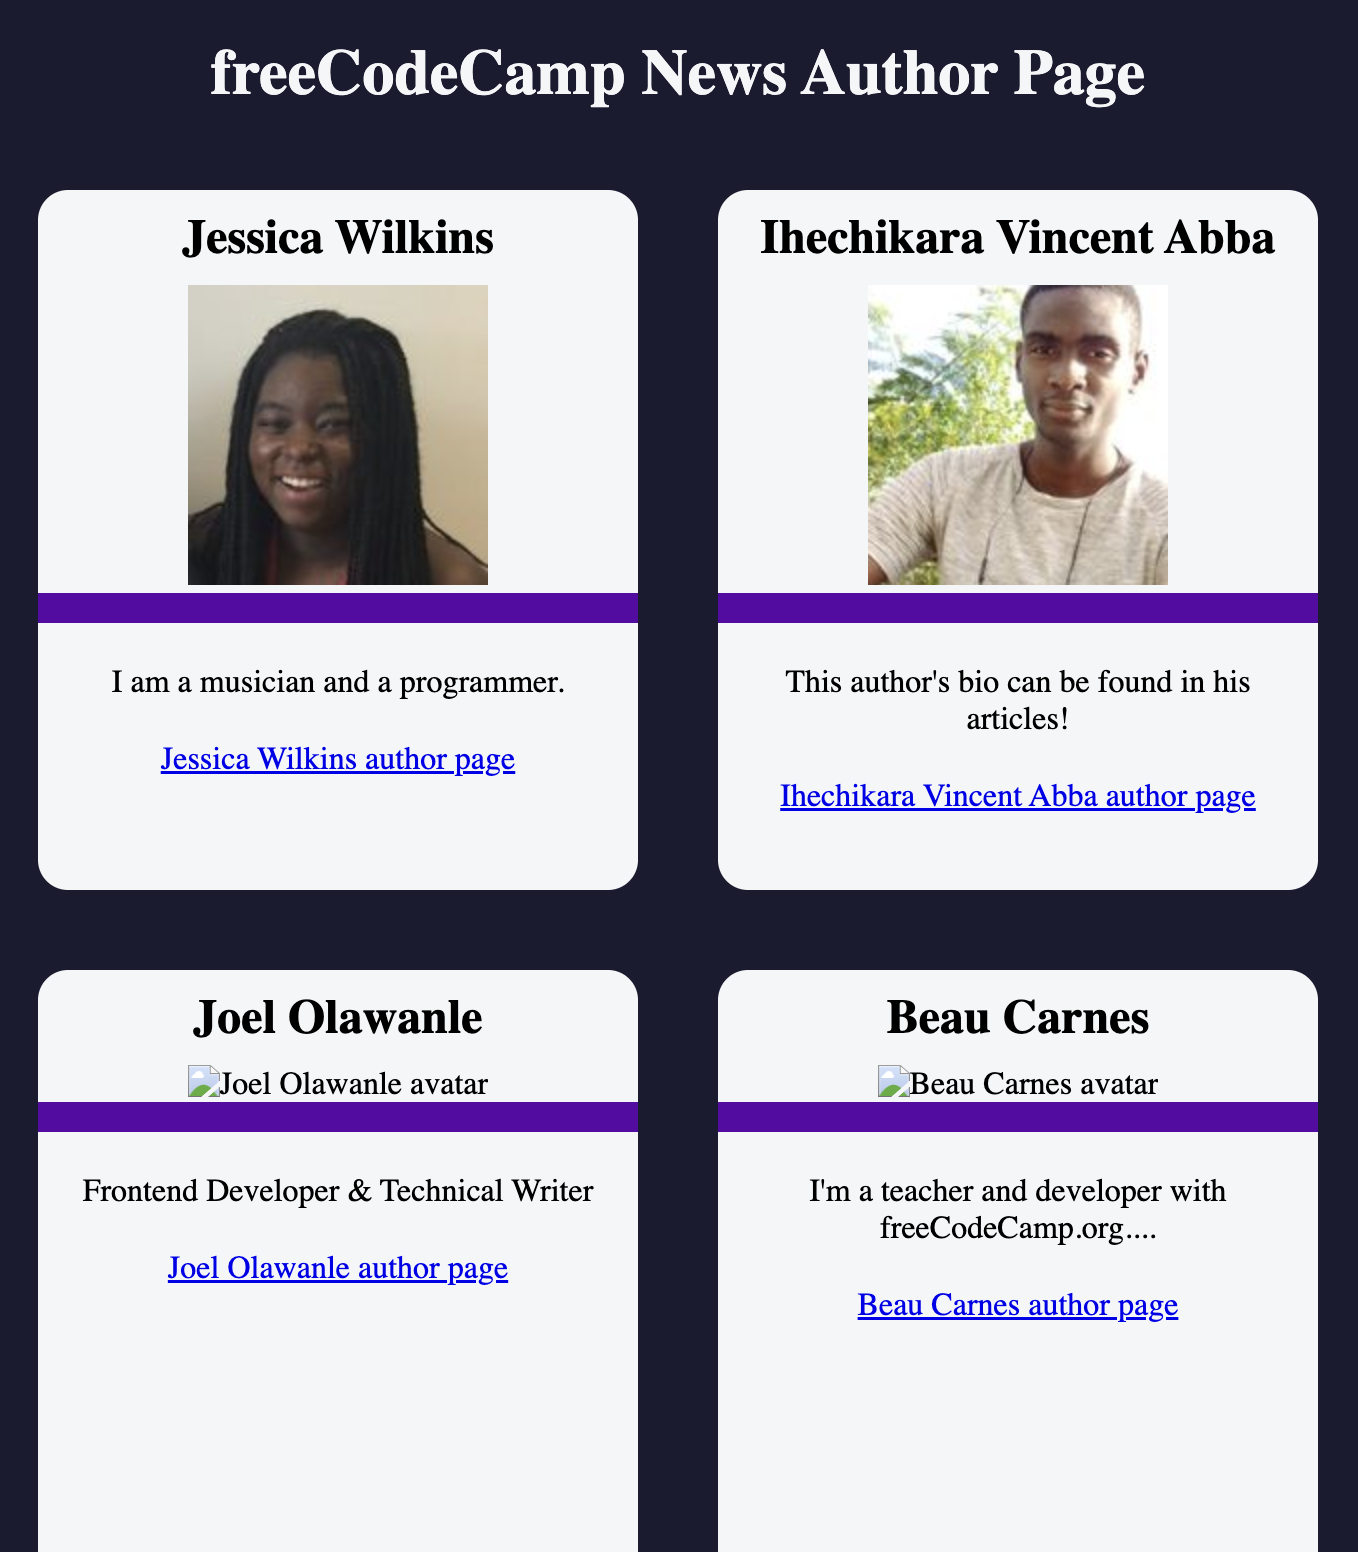 freeCodeCamp News Author Page
Jessica Wilkins
I am a musician and a programmer.
Jessica Wilkins author page
Ihechikara Vincent Abba
This author's bio can be found in his
articles!
Ihechikara Vincent Abba author page
Joel Olawanle
Joel Olawanle avatar
Frontend Developer & Technical Writer
Joel Olawanle author page
Beau Carnes
Beau Carnes avatar
I'm a teacher and developer with
freeCodeCamp.org....
Beau Carnes author page